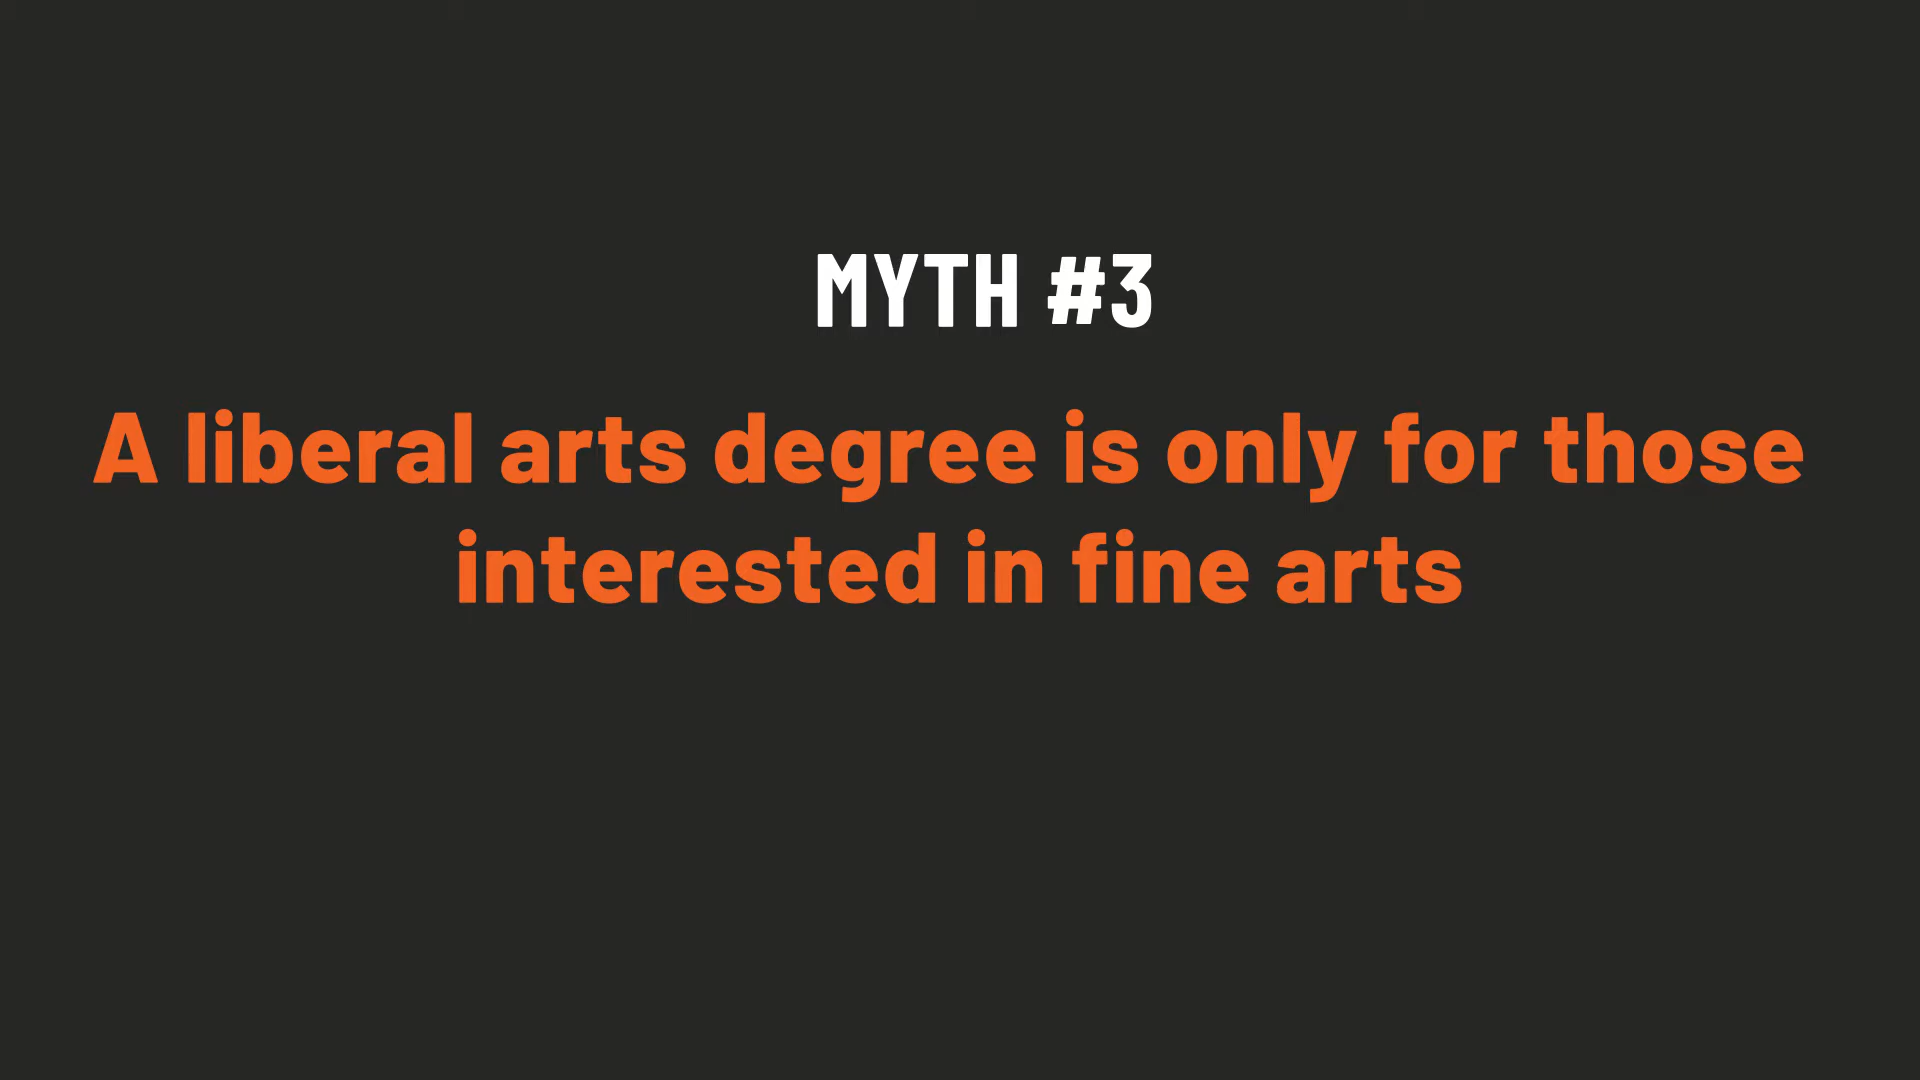 MYTH #3
A liberal arts degree is only for those
interested in fine arts